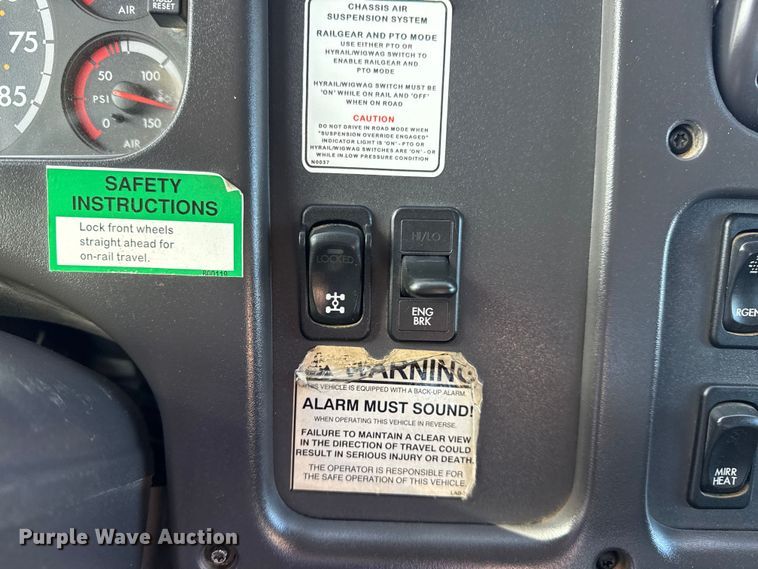 AIR
RESET
75
85
50
100
PSI
0
150
AIR
CHASSIS AIR
SUSPENSION SYSTEM
RAILGEAR AND PTO MODE
USE EITHER PTO OR
HYRAIL/WIGWAG SWITCH TO
ENABLE RAILGEAR AND
PTO MODE
HYRAIL/WIGWAG SWITCH MUST BE
'ON' WHILE ON RAIL AND 'OFF'
WHEN ON ROAD
CAUTION
DO NOT DRIVE IN ROAD MODE WHEN
"SUSPENSION OVERRIDE ENGAGED"
INDICATOR LIGHT IS 'ON' - PTO OR
HYRAIL/WIGWAG SWITCHES ARE 'ON' - OR
WHILE IN LOW PRESSURE CONDITION
N0037
SAFETY
INSTRUCTIONS
Lock front wheels
straight ahead for
on-rail travel.
LOCKED
HI/LO
ENG
BRK
RGEN
MIRR
HEAT
WARNING
THIS VEHICLE IS EQUIPPED WITH A BACK-UP ALARM.
ALARM MUST SOUND!
WHEN OPERATING THIS VEHICLE IN REVERSE.
FAILURE TO MAINTAIN A CLEAR VIEW
IN THE DIRECTION OF TRAVEL COULD
RESULT IN SERIOUS INJURY OR DEATH.
THE OPERATOR IS RESPONSIBLE FOR
THE SAFE OPERATION OF THIS VEHICLE.
Purple Wave Auction